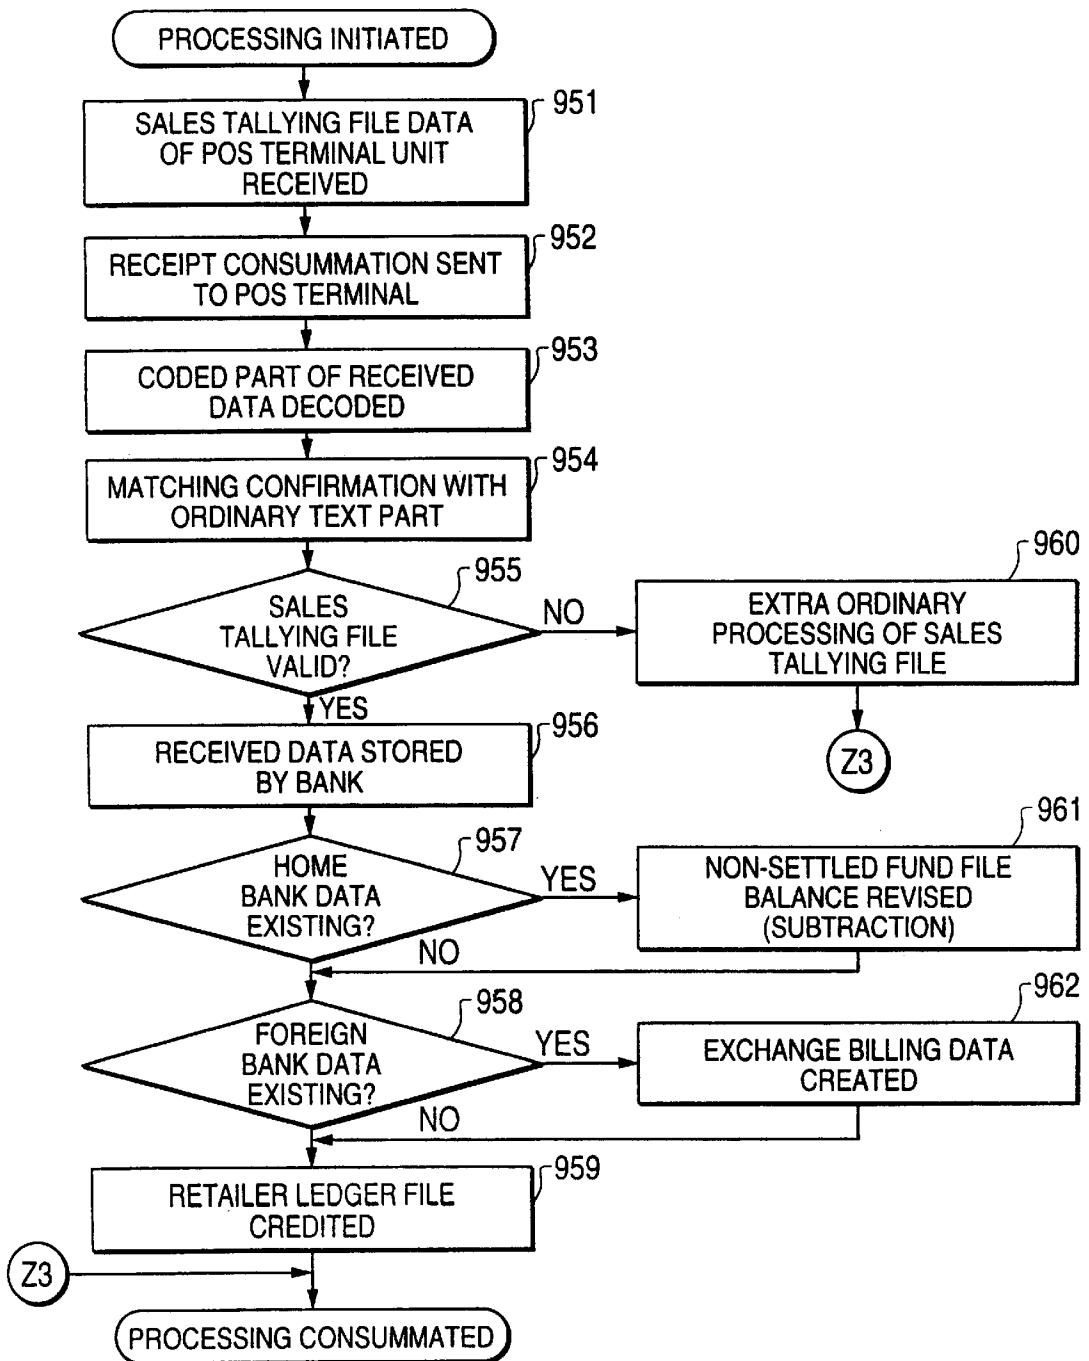 PROCESSING INITIATED
951
SALES TALLYING FILE DATA
OF POS TERMINAL UNIT
RECEIVED
952
RECEIPT CONSUMMATION SENT
TO POS TERMINAL
953
CODED PART OF RECEIVED
DATA DECODED
954
MATCHING CONFIRMATION WITH
ORDINARY TEXT PART
955
SALES
TALLYING FILE
VALID?
NO
960
EXTRA ORDINARY
PROCESSING OF SALES
TALLYING FILE
Z3
YES
956
RECEIVED DATA STORED
BY BANK
957
HOME
BANK DATA
EXISTING?
YES
961
NON-SETTLED FUND FILE
BALANCE REVISED
(SUBTRACTION)
NO
958
FOREIGN
BANK DATA
EXISTING?
YES
962
EXCHANGE BILLING DATA
CREATED
NO
959
RETAILER LEDGER FILE
CREDITED
Z3
PROCESSING CONSUMMATED